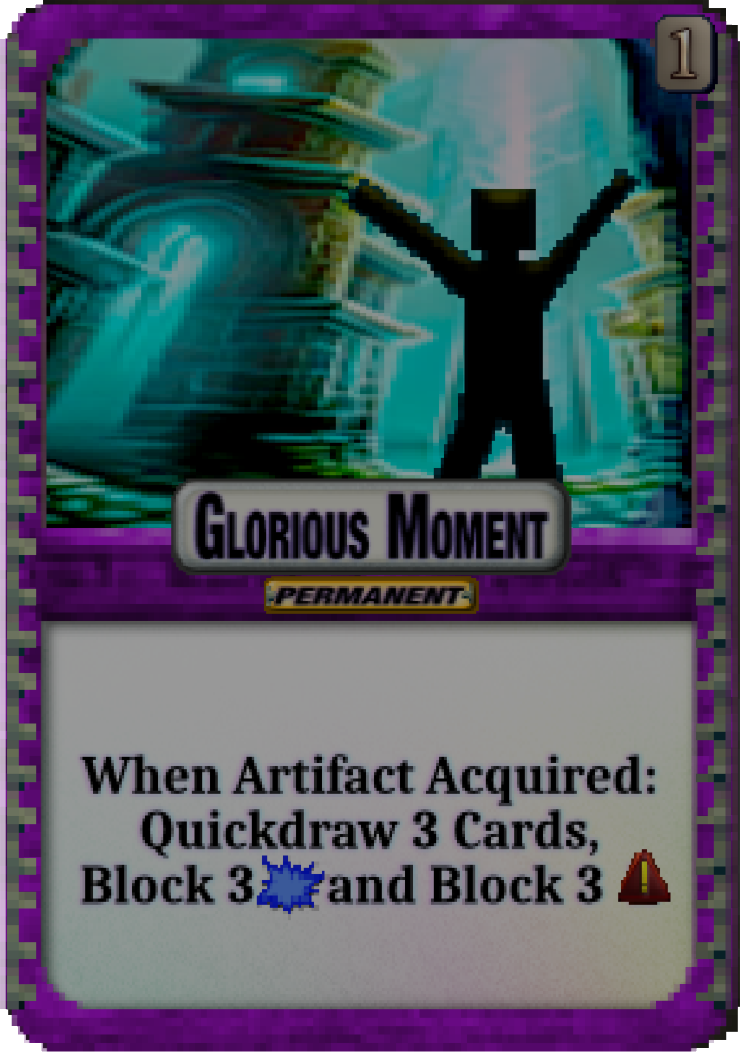 1
Glorious Moment
-PERMANENT-
When Artifact Acquired:
Quickdraw 3 Cards,
Block 3 and Block 3